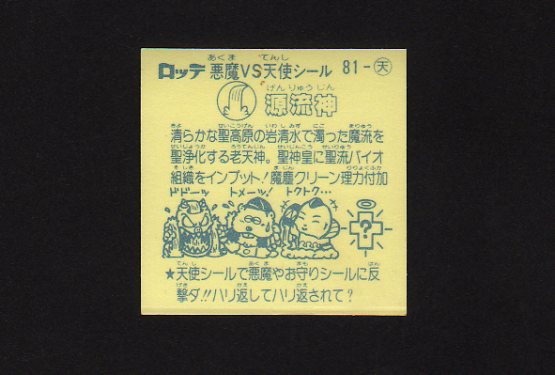 ロッテ 悪魔VS天使シール 81-天
源流神
清らかな聖高原の岩清水で濁った魔流を
聖浄化する老天神。聖神皇に聖流バイオ
組織をインプット!魔塵クリーン理力付加
ドドドーッ トメーツ! トクトク…
?
★天使シールで悪魔やお守りシールに反
撃ダ!!ハリ返してハリ返されて?